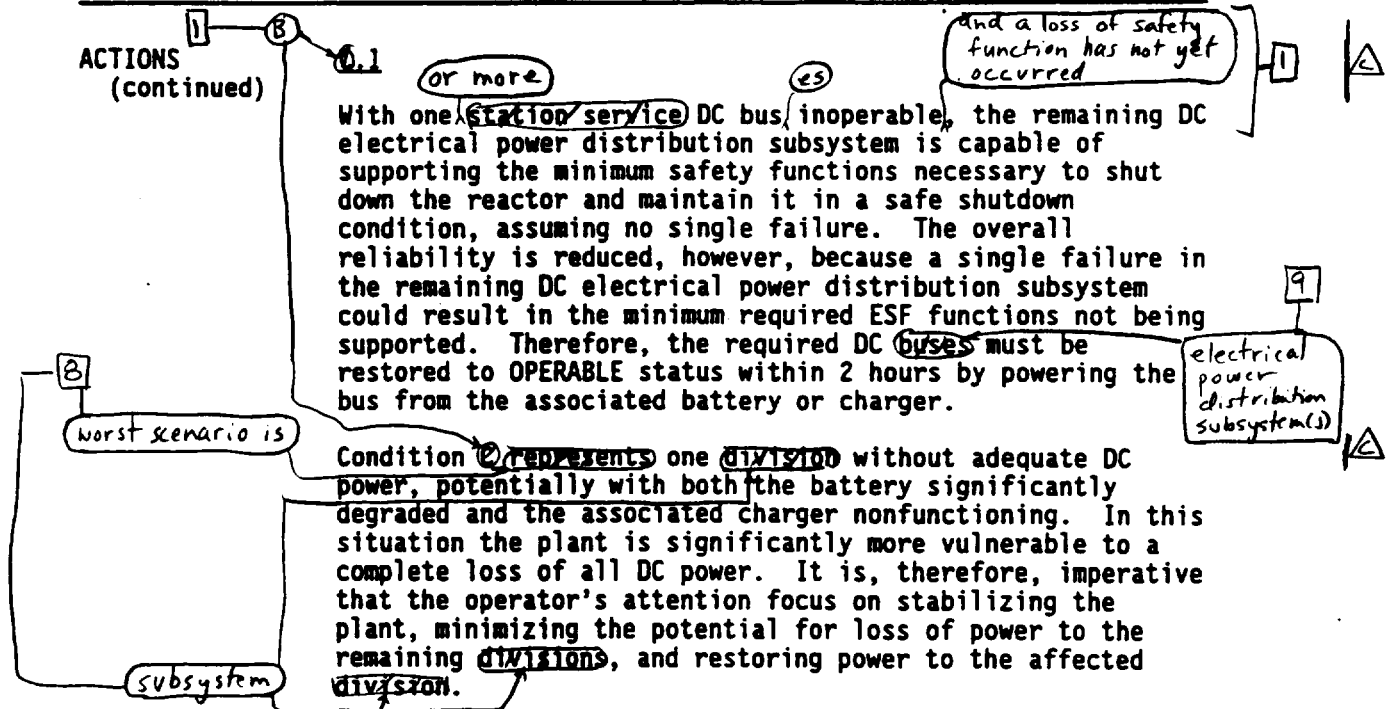 1 B
and a loss of safety
function has not yet
occurred
1
C
ACTIONS
(continued)
.1
or more
es
With one station service DC bus inoperable, the remaining DC
electrical power distribution subsystem is capable of
supporting the minimum safety functions necessary to shut
down the reactor and maintain it in a safe shutdown
condition, assuming no single failure. The overall
reliability is reduced, however, because a single failure in
the remaining DC electrical power distribution subsystem
could result in the minimum required ESF functions not being
supported. Therefore, the required DC buses must be
restored to OPERABLE status within 2 hours by powering the
bus from the associated battery or charger.
9
electrical
power
distribution
subsystem(s)
C
8
worst scenario is
Condition C represents one division without adequate DC
power, potentially with both the battery significantly
degraded and the associated charger nonfunctioning. In this
situation the plant is significantly more vulnerable to a
complete loss of all DC power. It is, therefore, imperative
that the operator's attention focus on stabilizing the
plant, minimizing the potential for loss of power to the
remaining divisions, and restoring power to the affected
division.
subsystem